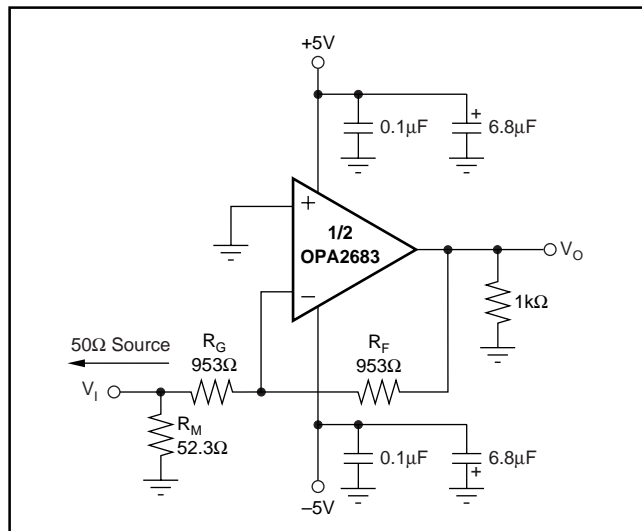 +5V
0.1µF
+
6.8µF
+
1/2
OPA2683
−
V_O
1kΩ
50Ω Source
R_G
953Ω
R_F
953Ω
V_I
R_M
52.3Ω
0.1µF
6.8µF
+
−5V